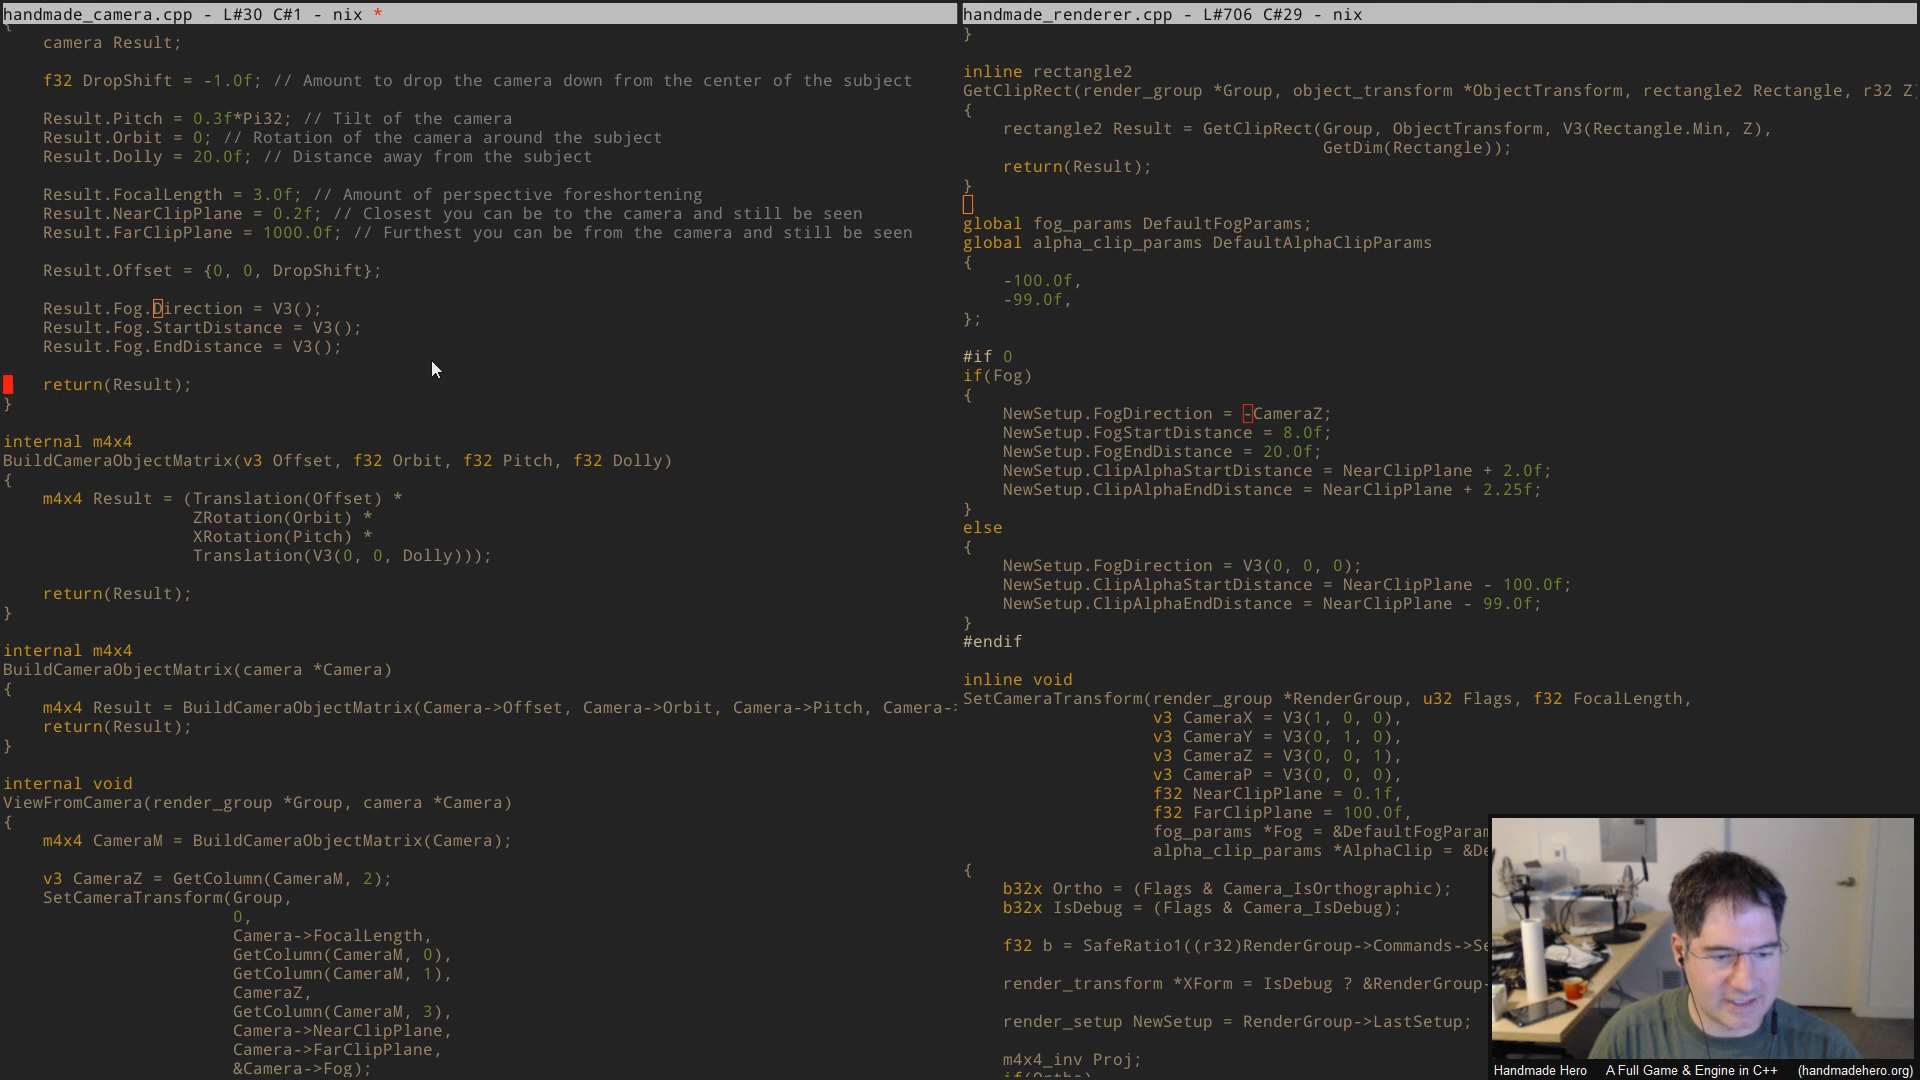 handmade_camera.cpp - L#30 C#1 - nix *
{
    camera Result;
    f32 DropShift = -1.0f; // Amount to drop the camera down from the center of the subject
    Result.Pitch = 0.3f*Pi32; // Tilt of the camera
    Result.Orbit = 0; // Rotation of the camera around the subject
    Result.Dolly = 20.0f; // Distance away from the subject
    Result.FocalLength = 3.0f; // Amount of perspective foreshortening
    Result.NearClipPlane = 0.2f; // Closest you can be to the camera and still be seen
    Result.FarClipPlane = 1000.0f; // Furthest you can be from the camera and still be seen
    Result.Offset = {0, 0, DropShift};
    Result.Fog.Direction = V3();
    Result.Fog.StartDistance = V3();
    Result.Fog.EndDistance = V3();
    return(Result);
}
internal m4x4
BuildCameraObjectMatrix(v3 Offset, f32 Orbit, f32 Pitch, f32 Dolly)
{
    m4x4 Result = (Translation(Offset) *
                   ZRotation(Orbit) *
                   XRotation(Pitch) *
                   Translation(V3(0, 0, Dolly)));
    return(Result);
}
internal m4x4
BuildCameraObjectMatrix(camera *Camera)
{
    m4x4 Result = BuildCameraObjectMatrix(Camera->Offset, Camera->Orbit, Camera->Pitch, Camera->
    return(Result);
}
internal void
ViewFromCamera(render_group *Group, camera *Camera)
{
    m4x4 CameraM = BuildCameraObjectMatrix(Camera);
    v3 CameraZ = GetColumn(CameraM, 2);
    SetCameraTransform(Group,
                       0,
                       Camera->FocalLength,
                       GetColumn(CameraM, 0),
                       GetColumn(CameraM, 1),
                       CameraZ,
                       GetColumn(CameraM, 3),
                       Camera->NearClipPlane,
                       Camera->FarClipPlane,
                       &Camera->Fog);
handmade_renderer.cpp - L#706 C#29 - nix
}
inline rectangle2
GetClipRect(render_group *Group, object_transform *ObjectTransform, rectangle2 Rectangle, r32 Z)
{
    rectangle2 Result = GetClipRect(Group, ObjectTransform, V3(Rectangle.Min, Z),
                                    GetDim(Rectangle));
    return(Result);
}
global fog_params DefaultFogParams;
global alpha_clip_params DefaultAlphaClipParams
{
    -100.0f,
    -99.0f,
};
#if 0
if(Fog)
{
    NewSetup.FogDirection = -CameraZ;
    NewSetup.FogStartDistance = 8.0f;
    NewSetup.FogEndDistance = 20.0f;
    NewSetup.ClipAlphaStartDistance = NearClipPlane + 2.0f;
    NewSetup.ClipAlphaEndDistance = NearClipPlane + 2.25f;
}
else
{
    NewSetup.FogDirection = V3(0, 0, 0);
    NewSetup.ClipAlphaStartDistance = NearClipPlane - 100.0f;
    NewSetup.ClipAlphaEndDistance = NearClipPlane - 99.0f;
}
#endif
inline void
SetCameraTransform(render_group *RenderGroup, u32 Flags, f32 FocalLength,
                   v3 CameraX = V3(1, 0, 0),
                   v3 CameraY = V3(0, 1, 0),
                   v3 CameraZ = V3(0, 0, 1),
                   v3 CameraP = V3(0, 0, 0),
                   f32 NearClipPlane = 0.1f,
                   f32 FarClipPlane = 100.0f,
                   fog_params *Fog = &DefaultFogParam
                   alpha_clip_params *AlphaClip = &De
{
    b32x Ortho = (Flags & Camera_IsOrthographic);
    b32x IsDebug = (Flags & Camera_IsDebug);
    f32 b = SafeRatio1((r32)RenderGroup->Commands->Se
    render_transform *XForm = IsDebug ? &RenderGroup-
    render_setup NewSetup = RenderGroup->LastSetup;
    m4x4_inv Proj;
    if(Ortho)
Handmade Hero A Full Game & Engine in C++ (handmadehero.org)